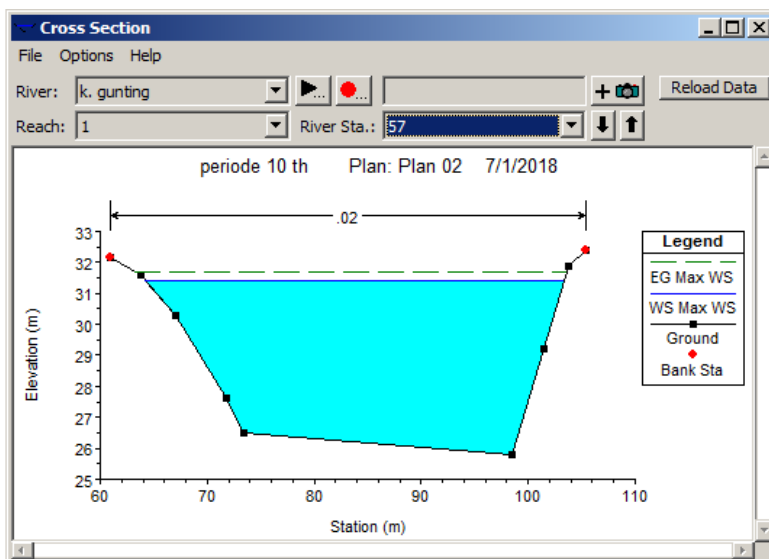 Cross Section
File Options Help
River: k. gunting ... ... + Reload Data
Reach: 1 River Sta.: 57
periode 10 th Plan: Plan 02 7/1/2018
.02
33
32
31
30
29
28
27
26
25
60 70 80 90 100 110
Elevation (m)
Station (m)
Legend
EG Max WS
WS Max WS
Ground
Bank Sta